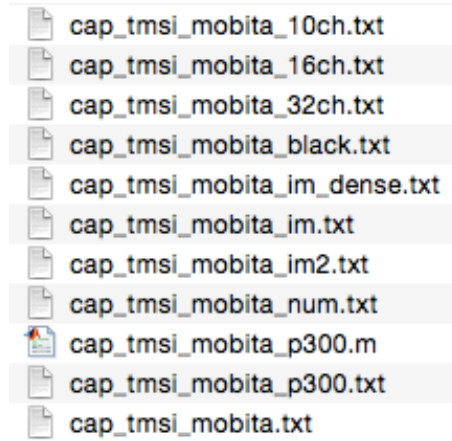 cap_tmsi_mobita_10ch.txt
cap_tmsi_mobita_16ch.txt
cap_tmsi_mobita_32ch.txt
cap_tmsi_mobita_black.txt
cap_tmsi_mobita_im_dense.txt
cap_tmsi_mobita_im.txt
cap_tmsi_mobita_im2.txt
cap_tmsi_mobita_num.txt
cap_tmsi_mobita_p300.m
cap_tmsi_mobita_p300.txt
cap_tmsi_mobita.txt